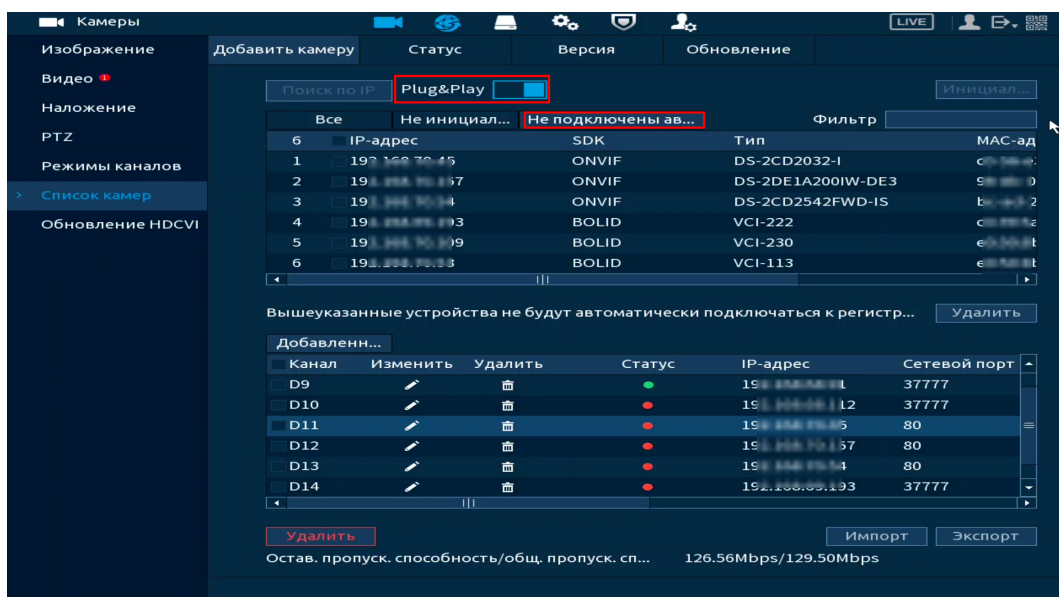 Камеры LIVE
Изображение Добавить камеру Статус Версия Обновление
Видео 1
Поиск по IP Plug&Play Инициал...
Наложение
Все Не инициал... Не подключены ав... Фильтр
PTZ
6 IP-адрес SDK Тип MAC-ад
1 ONVIF DS-2CD2032-I
Режимы каналов
2 ONVIF DS-2DE1A200IW-DE3
Список камер
3 ONVIF DS-2CD2542FWD-IS
4 BOLID VCI-222
Обновление HDCVI
5 BOLID VCI-230
6 BOLID VCI-113
Вышеуказанные устройства не будут автоматически подключаться к регистр... Удалить
Добавленн...
Канал Изменить Удалить Статус IP-адрес Сетевой порт
D9 37777
D10 37777
D11 80
D12 80
D13 80
D14 37777
Удалить Импорт Экспорт
Остав. пропуск. способность/общ. пропуск. сп... 126.56Mbps/129.50Mbps